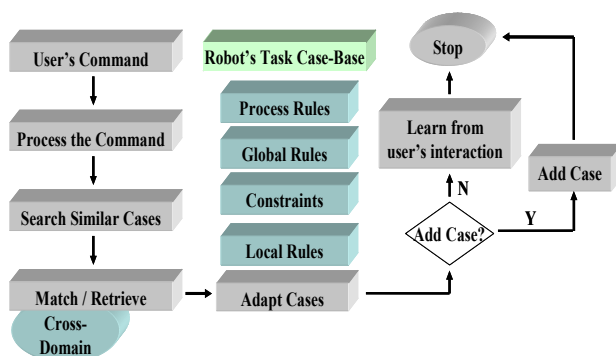 User's Command
Process the Command
Search Similar Cases
Match / Retrieve
Cross-
Domain
Robot's Task Case-Base
Process Rules
Global Rules
Constraints
Local Rules
Adapt Cases
Stop
Learn from
user's interaction
N
Add Case?
Y
Add Case